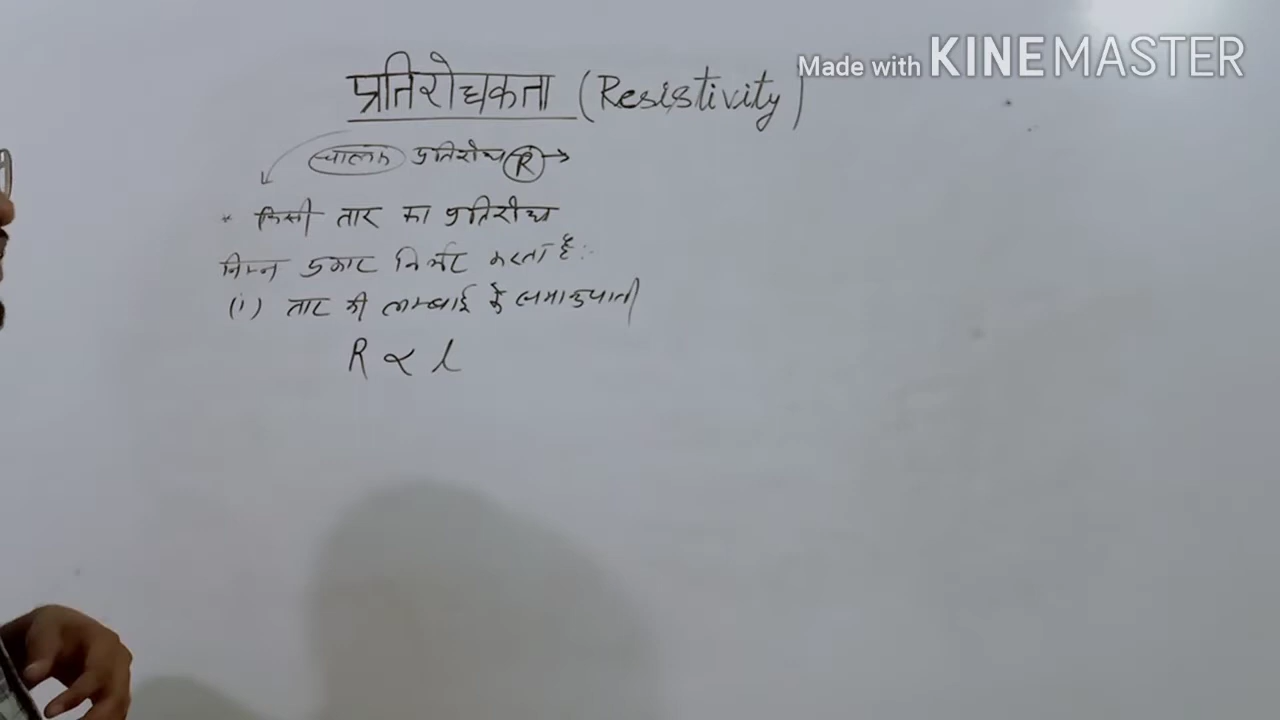 Made with KINEMASTER
प्रतिरोधकता (Resistivity)
चालक प्रतिरोध R →
* किसी तार का प्रतिरोध
निम्न प्रकार निर्भर करता है :-
(i) तार की लम्बाई के समानुपाती
R ∝ l